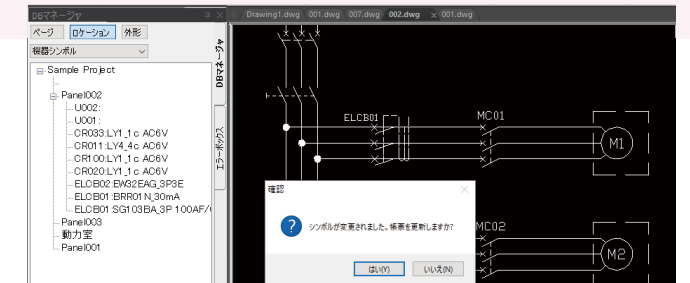 DBマネージャ
Drawing1.dwg 001.dwg 007.dwg 002.dwg × 001.dwg
ページ ロケーション 外形
機器シンボル
Sample Project
Panel002
U002:
U001:
CR033:LY1_1c AC6V
CR011:LY4_4c AC6V
CR100:LY1_1c AC6V
CR020:LY1_1c AC6V
ELCB02:EW32EAG_3P3E
ELCB01:BRR01N_30mA
ELCB01:SG103BA_3P 100AF/
Panel003
動力室
Panel001
DBマネージャ
エラーボックス
ELCB01
MC01
M1
MC02
M2
確認
シンボルが変更されました。帳票を更新しますか?
はい(Y)
いいえ(N)